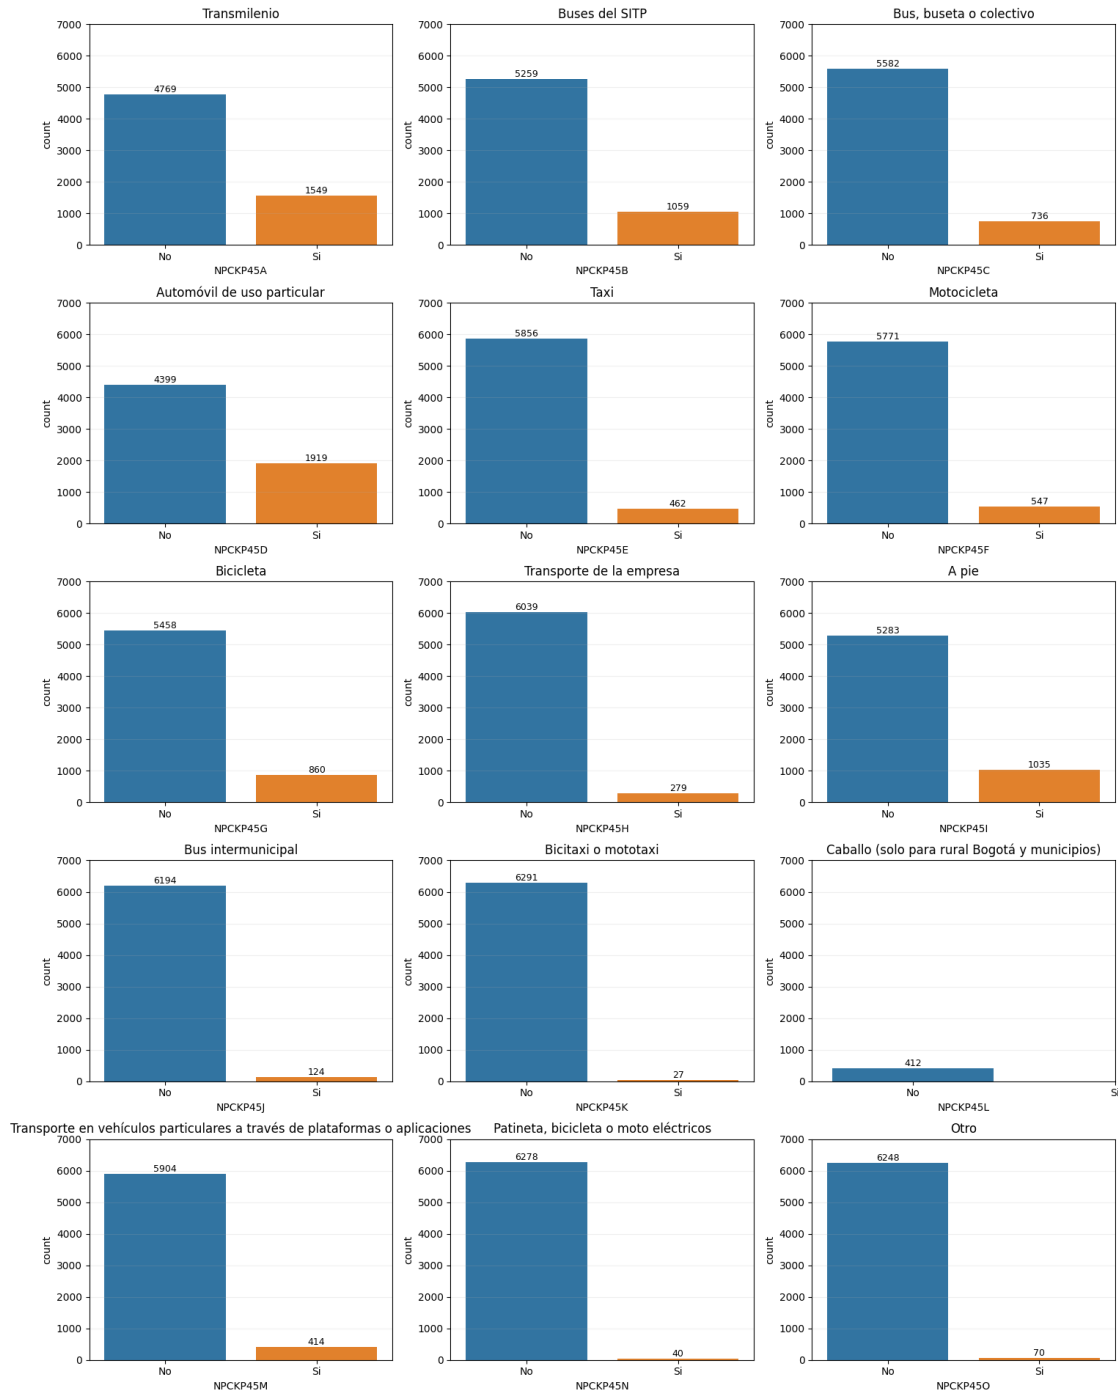 Transmilenio
7000
6000
5000
4000
3000
2000
1000
0
count
4769
1549
No
Si
NPCKP45A
Buses del SITP
7000
6000
5000
4000
3000
2000
1000
0
count
5259
1059
No
Si
NPCKP45B
Bus, buseta o colectivo
7000
6000
5000
4000
3000
2000
1000
0
count
5582
736
No
Si
NPCKP45C
Automóvil de uso particular
7000
6000
5000
4000
3000
2000
1000
0
count
4399
1919
No
Si
NPCKP45D
Taxi
7000
6000
5000
4000
3000
2000
1000
0
count
5856
462
No
Si
NPCKP45E
Motocicleta
7000
6000
5000
4000
3000
2000
1000
0
count
5771
547
No
Si
NPCKP45F
Bicicleta
7000
6000
5000
4000
3000
2000
1000
0
count
5458
860
No
Si
NPCKP45G
Transporte de la empresa
7000
6000
5000
4000
3000
2000
1000
0
count
6039
279
No
Si
NPCKP45H
A pie
7000
6000
5000
4000
3000
2000
1000
0
count
5283
1035
No
Si
NPCKP45I
Bus intermunicipal
7000
6000
5000
4000
3000
2000
1000
0
count
6194
124
No
Si
NPCKP45J
Bicitaxi o mototaxi
7000
6000
5000
4000
3000
2000
1000
0
count
6291
27
No
Si
NPCKP45K
Caballo (solo para rural Bogotá y municipios)
7000
6000
5000
4000
3000
2000
1000
0
count
412
No
Si
NPCKP45L
Transporte en vehículos particulares a través de plataformas o aplicaciones
7000
6000
5000
4000
3000
2000
1000
0
count
5904
414
No
Si
NPCKP45M
Patineta, bicicleta o moto eléctricos
7000
6000
5000
4000
3000
2000
1000
0
count
6278
40
No
Si
NPCKP45N
Otro
7000
6000
5000
4000
3000
2000
1000
0
count
6248
70
No
Si
NPCKP45O